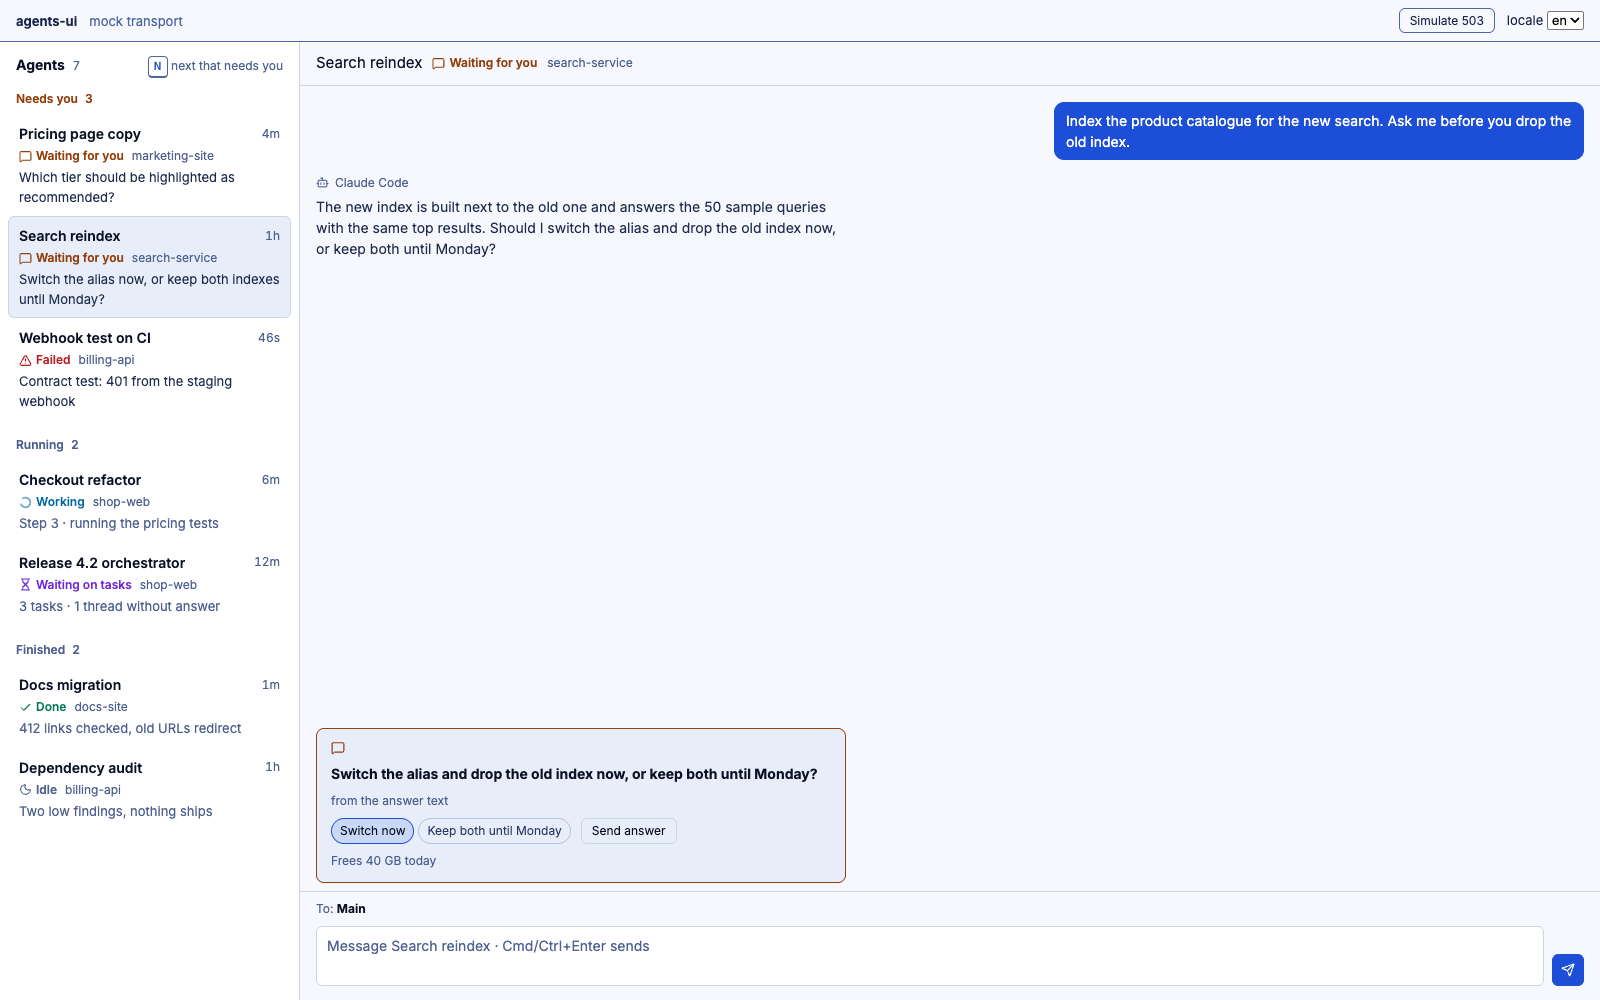 agents-ui mock transport
Simulate 503 locale en
Agents 7 N next that needs you
Needs you 3
Pricing page copy 4m
Waiting for you marketing-site
Which tier should be highlighted as
recommended?
Search reindex 1h
Waiting for you search-service
Switch the alias now, or keep both indexes
until Monday?
Webhook test on CI 46s
Failed billing-api
Contract test: 401 from the staging
webhook
Running 2
Checkout refactor 6m
Working shop-web
Step 3 · running the pricing tests
Release 4.2 orchestrator 12m
Waiting on tasks shop-web
3 tasks · 1 thread without answer
Finished 2
Docs migration 1m
Done docs-site
412 links checked, old URLs redirect
Dependency audit 1h
Idle billing-api
Two low findings, nothing ships
Search reindex Waiting for you search-service
Index the product catalogue for the new search. Ask me before you drop the
old index.
Claude Code
The new index is built next to the old one and answers the 50 sample queries
with the same top results. Should I switch the alias and drop the old index now,
or keep both until Monday?
Switch the alias and drop the old index now, or keep both until Monday?
from the answer text
Switch now Keep both until Monday Send answer
Frees 40 GB today
To: Main
Message Search reindex · Cmd/Ctrl+Enter sends